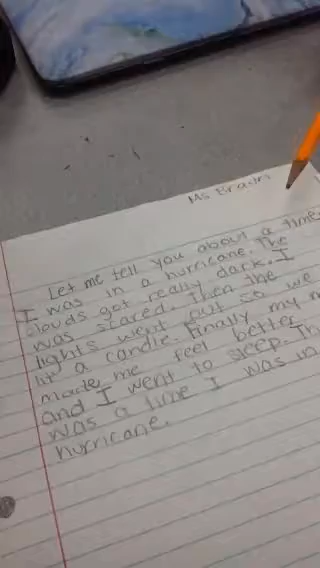 Ms Braun
Let me tell you about a time
I was in a hurricane. The
clouds got really dark. I
was scared. Then the
lights went out so we
lit a candle. Finally my
made me feel better
and I went to sleep.
was a time I was in
hurricane.